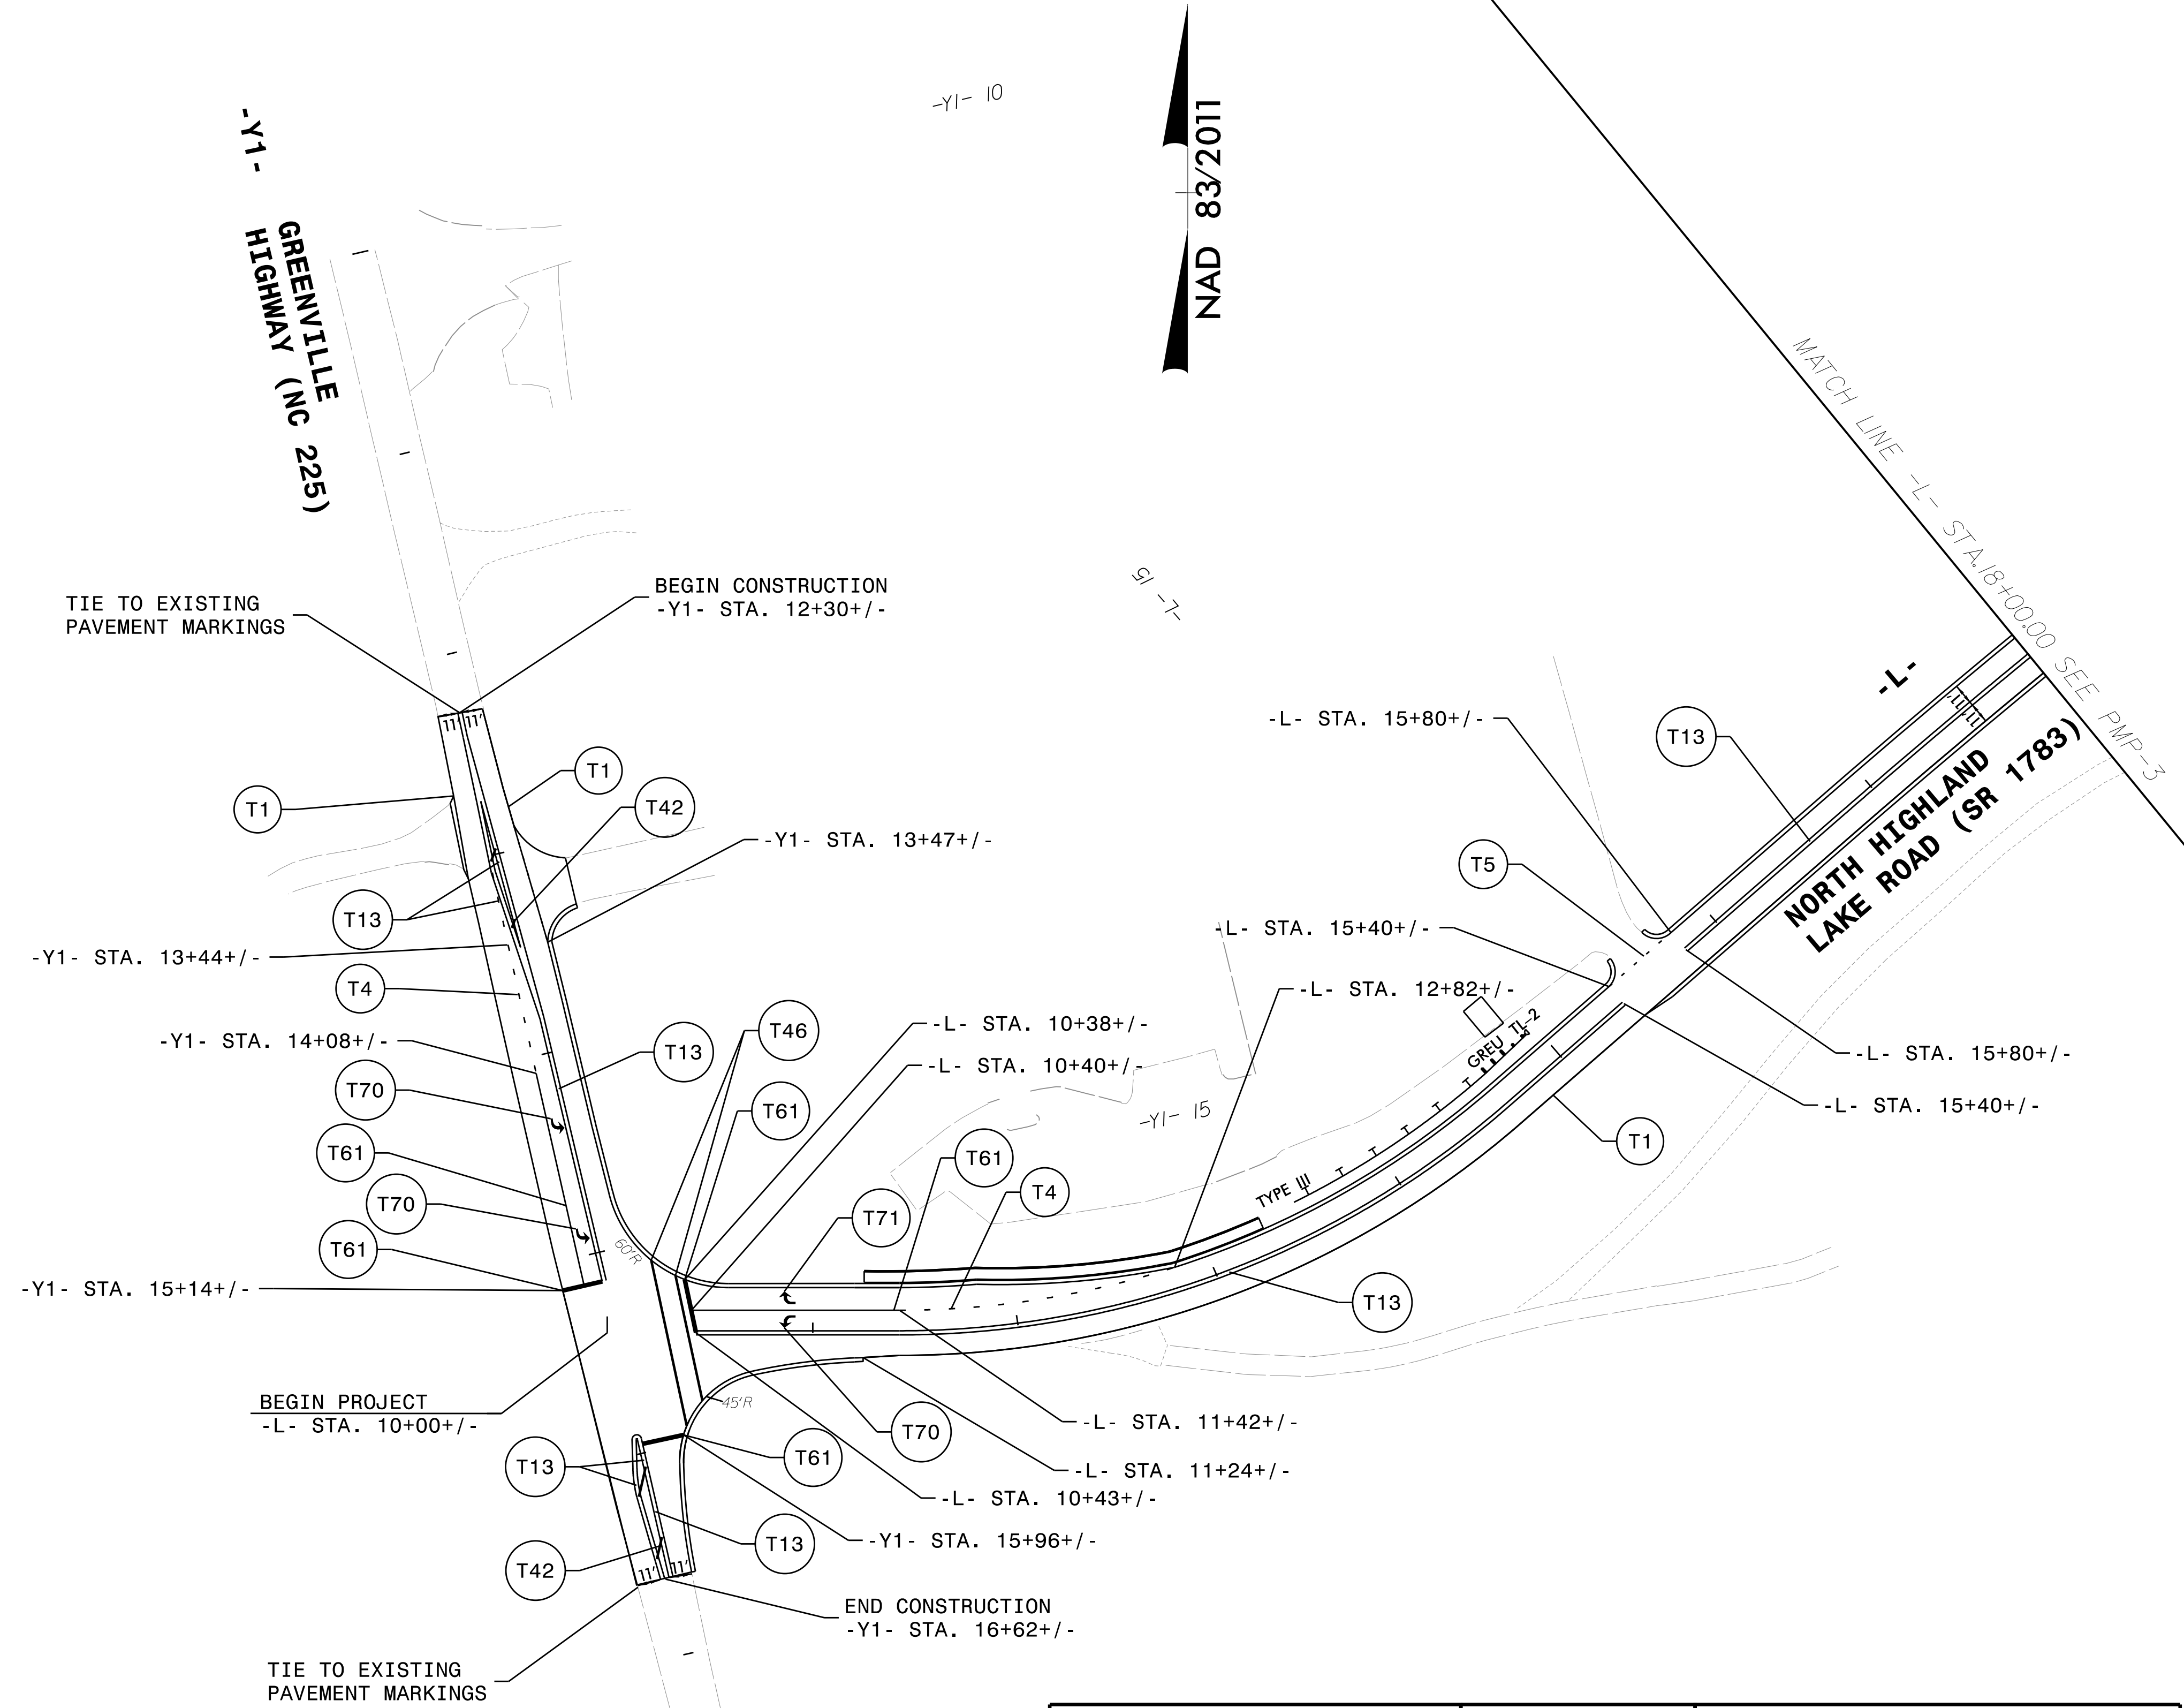 -Y1-
GREENVILLE
HIGHWAY (NC 225)
-Y1- 10
NAD 83/2011
MATCH LINE -L- STA.18+00.00 SEE PMP-3
-L- 15
TIE TO EXISTING
PAVEMENT MARKINGS
BEGIN CONSTRUCTION
-Y1- STA. 12+30+/-
11'
11'
-L-
11'
11'
NORTH HIGHLAND
LAKE ROAD (SR 1783)
-L- STA. 15+80+/-
T13
T1
T1
T42
-Y1- STA. 13+47+/-
T5
T13
-Y1- STA. 13+44+/-
-L- STA. 15+40+/-
T4
-L- STA. 12+82+/-
-Y1- STA. 14+08+/-
T46
-L- STA. 10+38+/-
T13
-L- STA. 10+40+/-
GREU TL-2
-L- STA. 15+80+/-
T70
T61
-Y1- 15
-L- STA. 15+40+/-
T61
T61
T1
T70
T4
TYPE III
T71
T61
60'R
-Y1- STA. 15+14+/-
T13
BEGIN PROJECT
-L- STA. 10+00+/-
45'R
T70
-L- STA. 11+42+/-
T13
T61
-L- STA. 11+24+/-
-L- STA. 10+43+/-
T13
-Y1- STA. 15+96+/-
T42
11'
11'
END CONSTRUCTION
-Y1- STA. 16+62+/-
TIE TO EXISTING
PAVEMENT MARKINGS